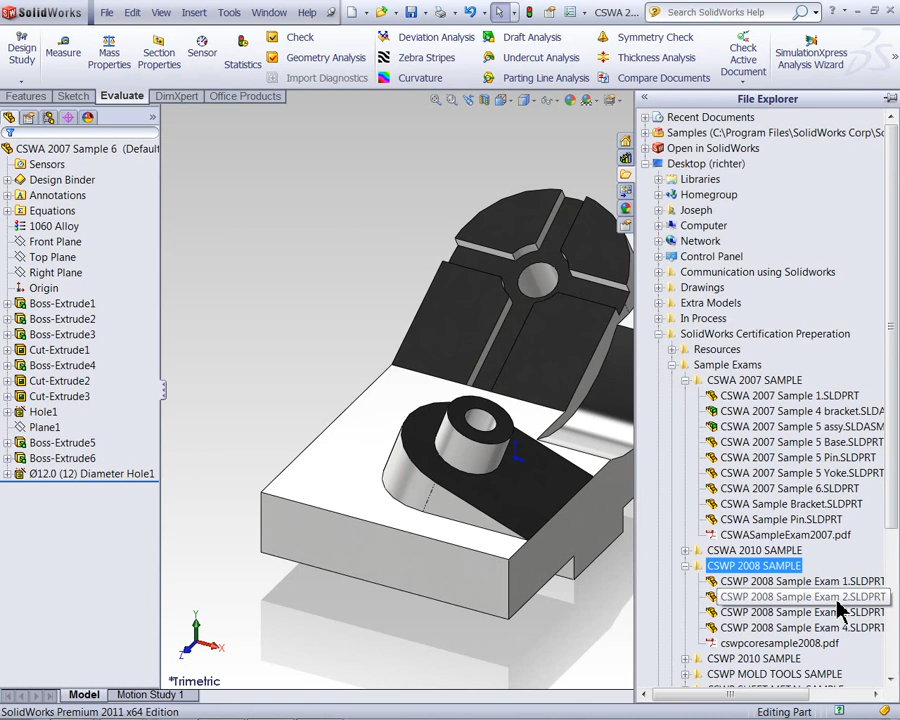 SolidWorks File Edit View Insert Tools Window Help CSWA 2... Search SolidWorks Help
Design Study
Measure
Mass Properties
Section Properties
Sensor
Statistics
Check
Geometry Analysis
Import Diagnostics
Deviation Analysis
Zebra Stripes
Curvature
Draft Analysis
Undercut Analysis
Parting Line Analysis
Symmetry Check
Thickness Analysis
Compare Documents
Check Active Document
SimulationXpress Analysis Wizard
Features Sketch Evaluate DimXpert Office Products
CSWA 2007 Sample 6 (Default
Sensors
Design Binder
Annotations
Equations
1060 Alloy
Front Plane
Top Plane
Right Plane
Origin
Boss-Extrude1
Boss-Extrude2
Boss-Extrude3
Cut-Extrude1
Boss-Extrude4
Cut-Extrude2
Cut-Extrude3
Hole1
Plane1
Boss-Extrude5
Boss-Extrude6
Ø12.0 (12) Diameter Hole1
Y
X
Z
*Trimetric
File Explorer
Recent Documents
Samples (C:\Program Files\SolidWorks Corp\Sc
Open in SolidWorks
Desktop (richter)
Libraries
Homegroup
Joseph
Computer
Network
Control Panel
Communication using Solidworks
Drawings
Extra Models
In Process
SolidWorks Certification Preperation
Resources
Sample Exams
CSWA 2007 SAMPLE
CSWA 2007 Sample 1.SLDPRT
CSWA 2007 Sample 4 bracket.SLDA
CSWA 2007 Sample 5 assy.SLDASM
CSWA 2007 Sample 5 Base.SLDPRT
CSWA 2007 Sample 5 Pin.SLDPRT
CSWA 2007 Sample 5 Yoke.SLDPRT
CSWA 2007 Sample 6.SLDPRT
CSWA Sample Bracket.SLDPRT
CSWA Sample Pin.SLDPRT
CSWASampleExam2007.pdf
CSWA 2010 SAMPLE
CSWP 2008 SAMPLE
CSWP 2008 Sample Exam 1.SLDPRT
CSWP 2008 Sample Exam 2.SLDPRT
CSWP 2008 Sample Exam SLDPRT
CSWP 2008 Sample Exam 4.SLDPRT
cswpcoresample2008.pdf
CSWP 2010 SAMPLE
CSWP MOLD TOOLS SAMPLE
Model Motion Study 1
SolidWorks Premium 2011 x64 Edition Editing Part